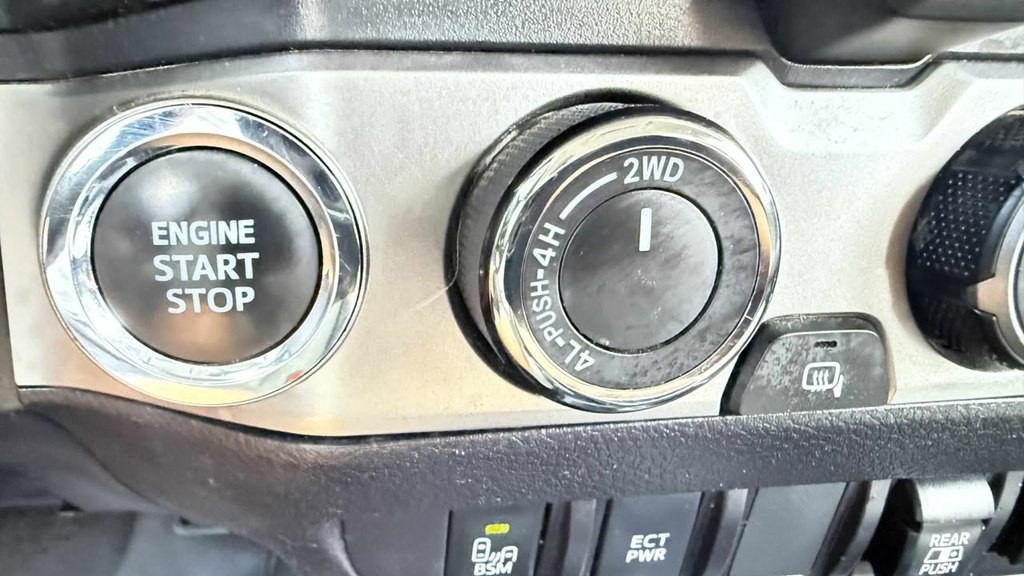 ENGINE
START
STOP
2WD
4L-PUSH-4H
BSM
ECT
PWR
REAR
PUSH